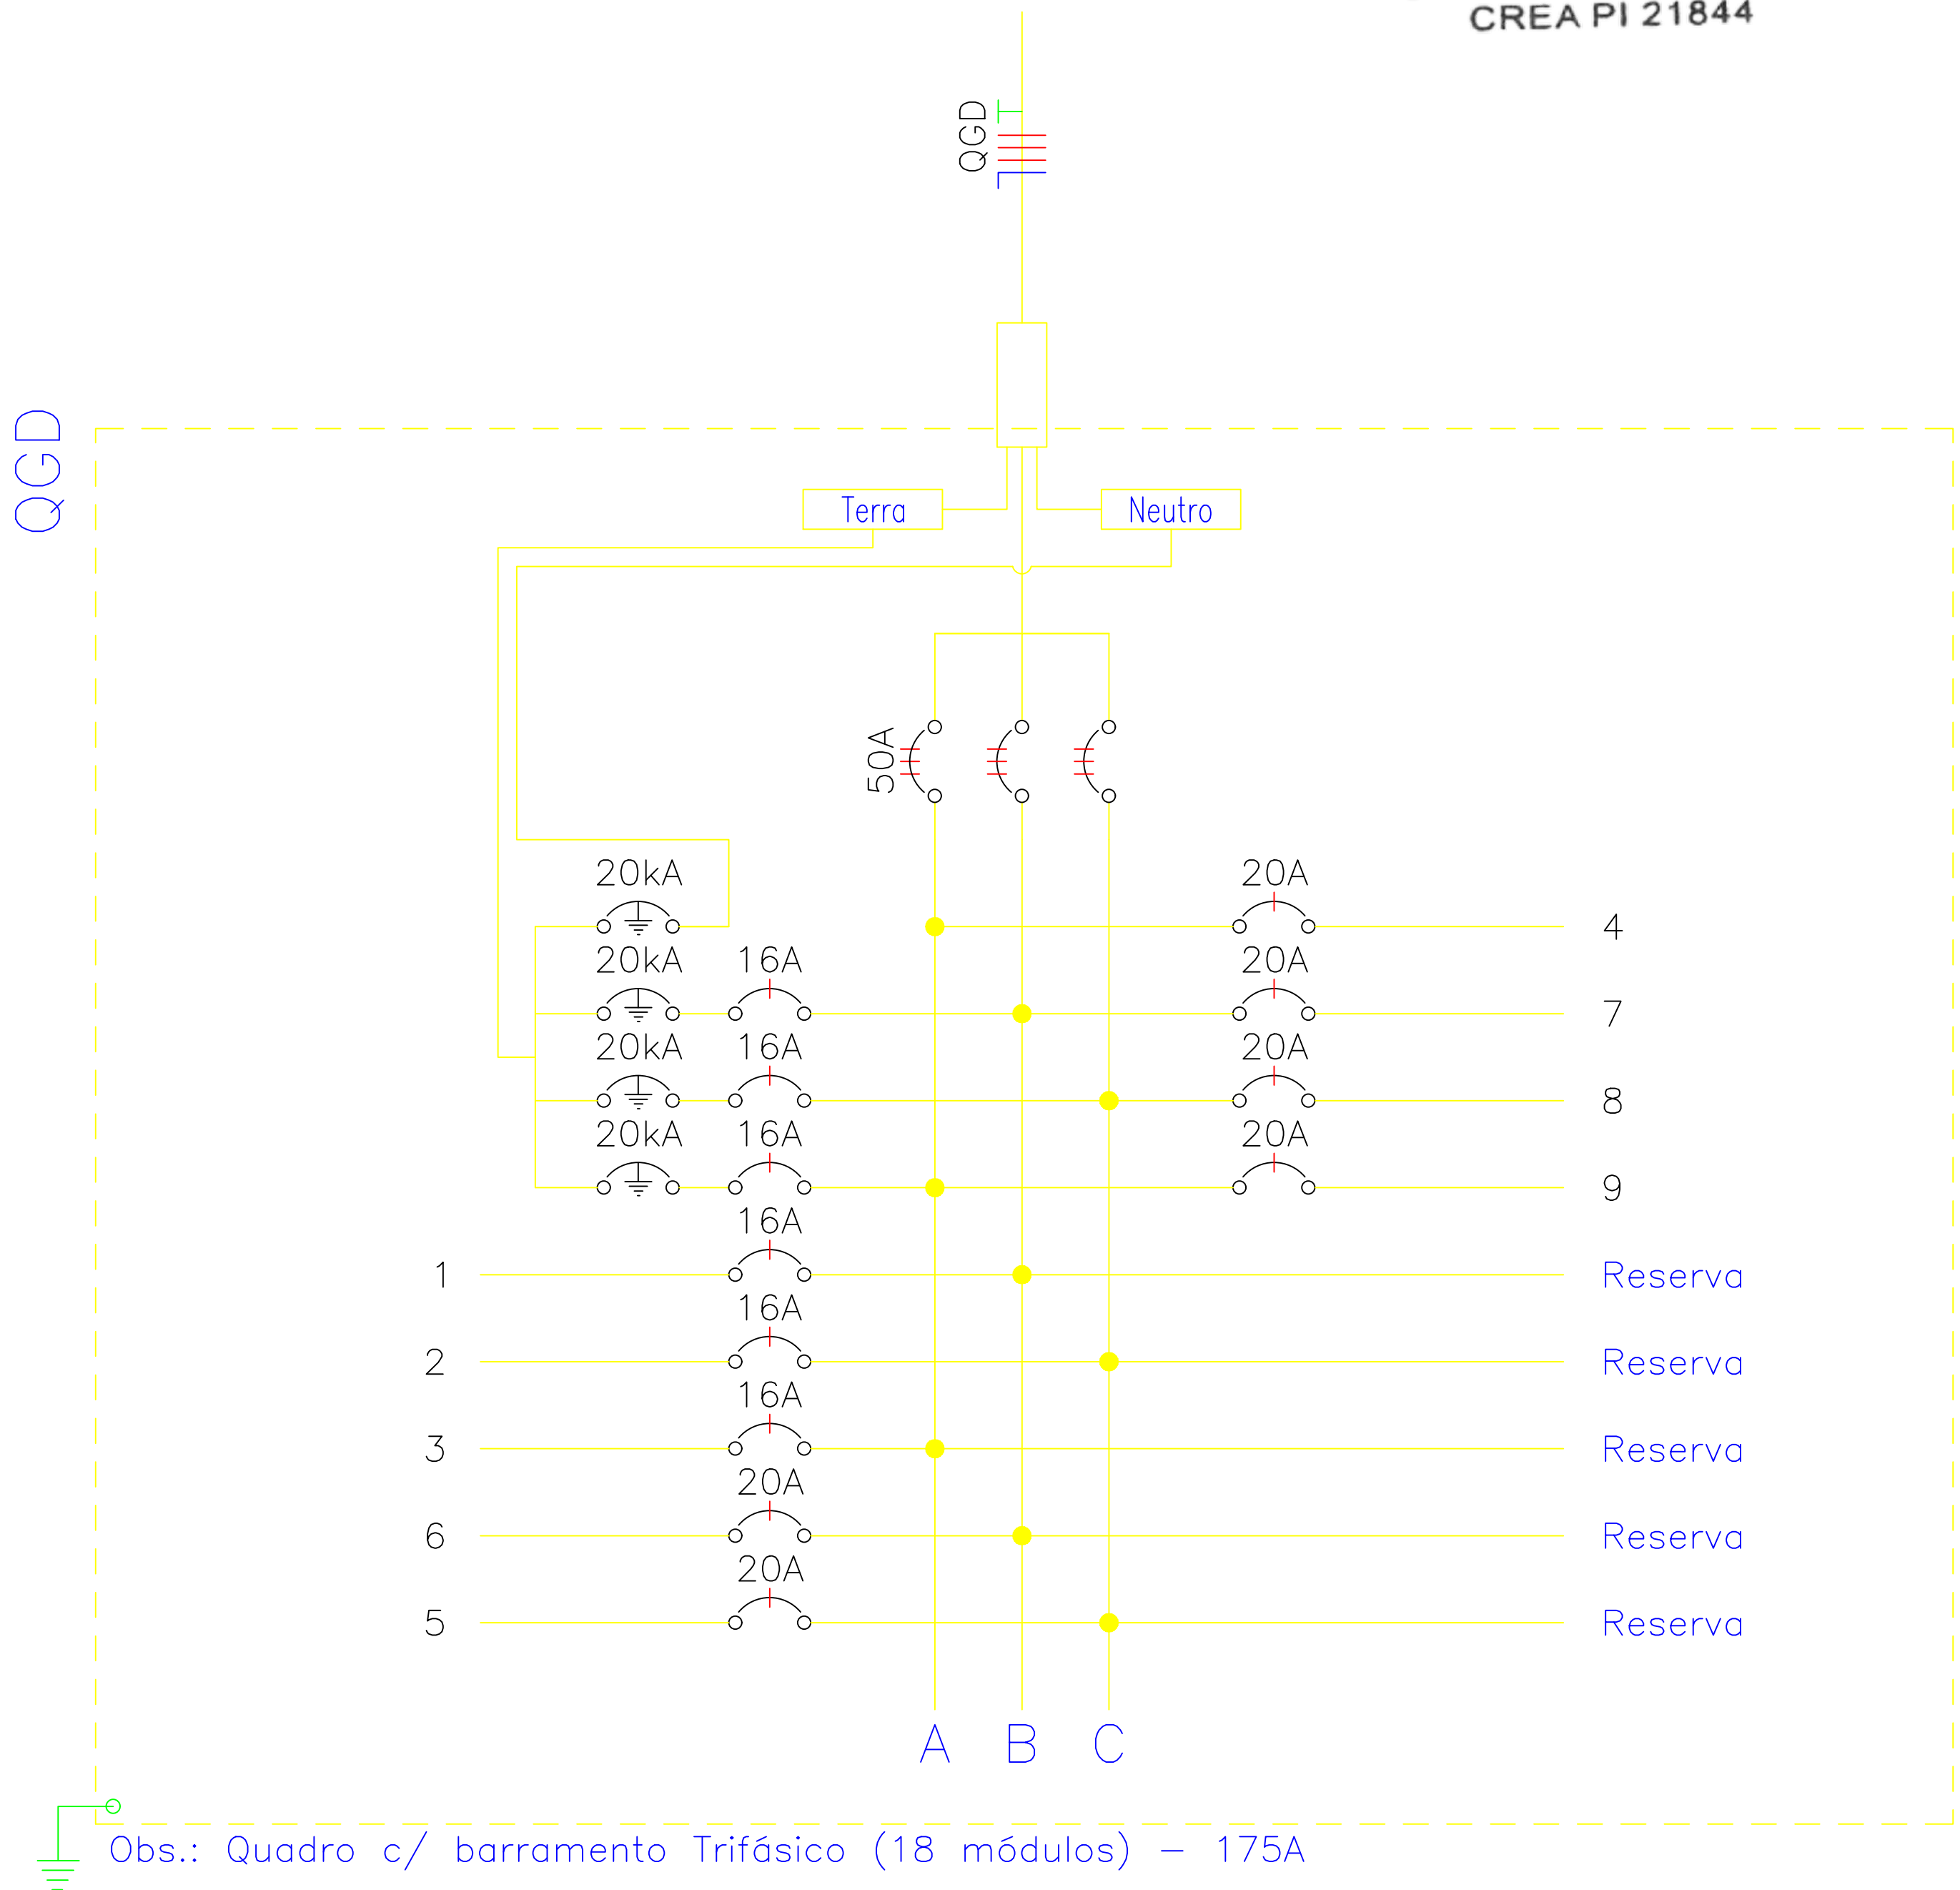 CREA PI 21844
QGD
QGD
Terra
Neutro
50A
20kA
20A
4
20kA
16A
20A
7
20kA
16A
20A
8
20kA
16A
20A
9
16A
1
Reserva
16A
2
Reserva
16A
3
Reserva
20A
6
Reserva
20A
5
Reserva
A B C
Obs.: Quadro c/ barramento Trifásico (18 módulos) – 175A